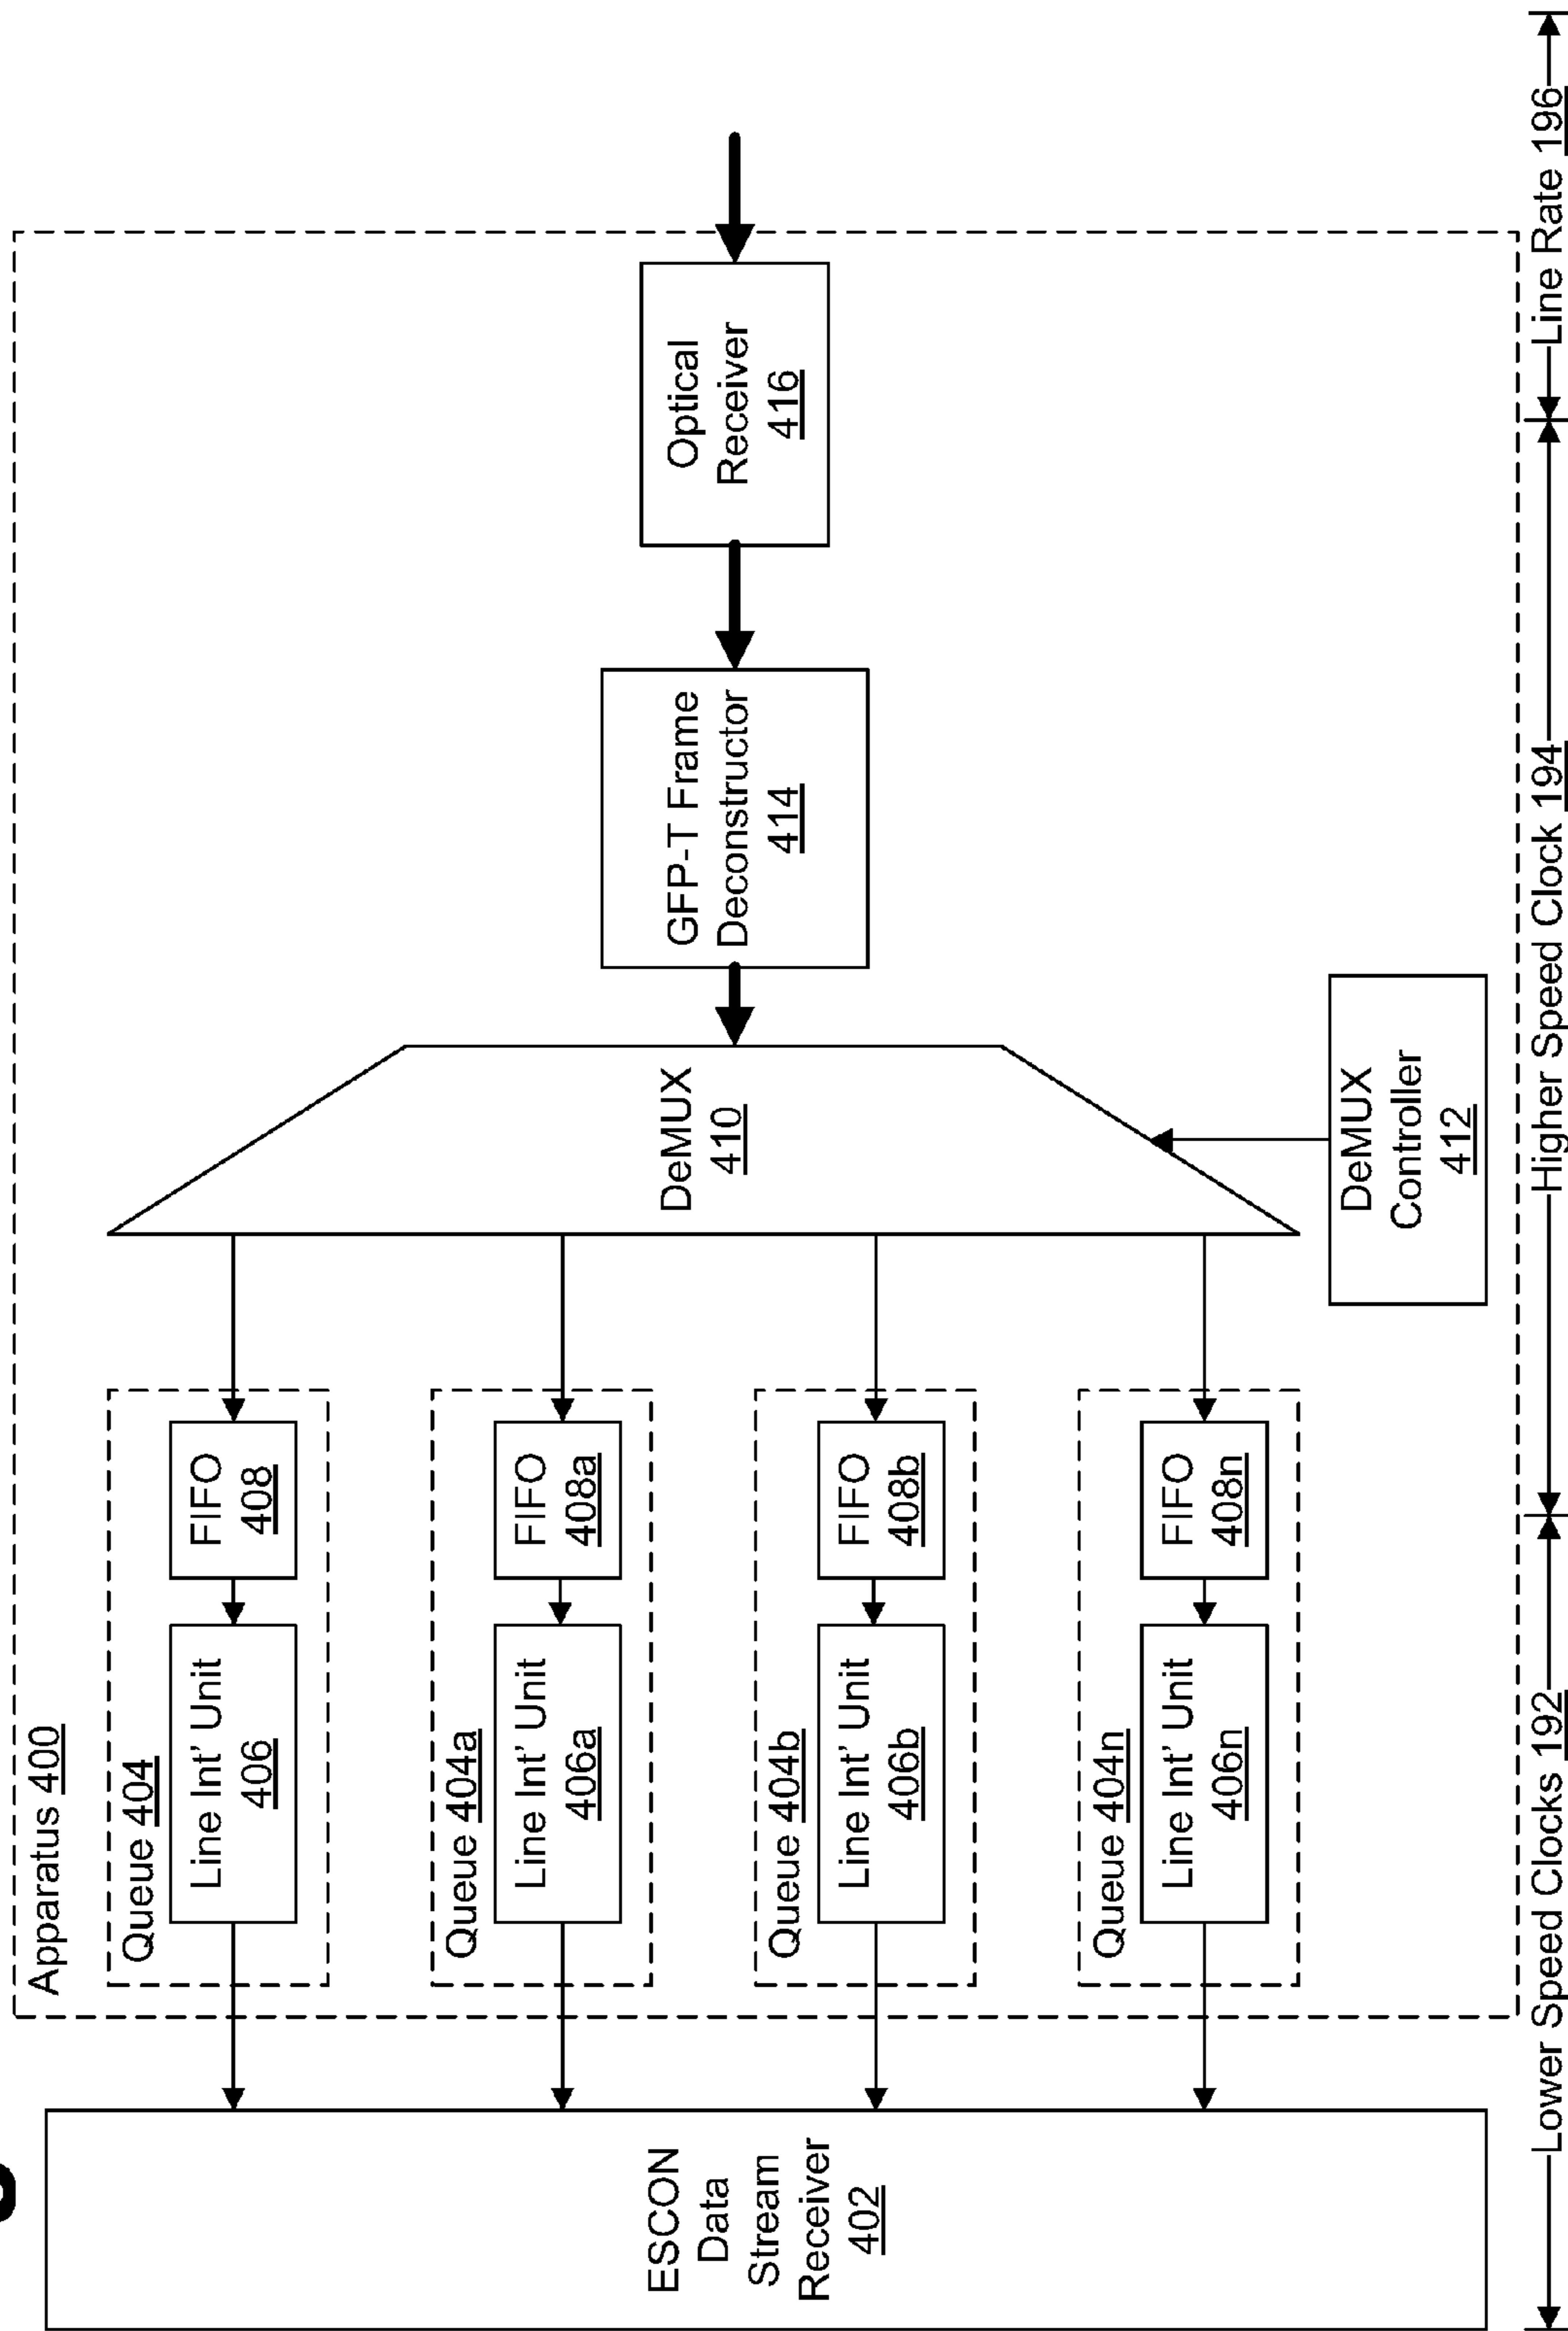 Apparatus 400
Queue 404
Line Int' Unit
406
FIFO
408
Queue 404a
Line Int' Unit
406a
FIFO
408a
Queue 404b
Line Int' Unit
406b
FIFO
408b
Queue 404n
Line Int' Unit
406n
FIFO
408n
ESCON
Data
Stream
Receiver
402
DeMUX
410
DeMUX
Controller
412
GFP-T Frame
Deconstructor
414
Optical
Receiver
416
Lower Speed Clocks 192
Higher Speed Clock 194
Line Rate 196